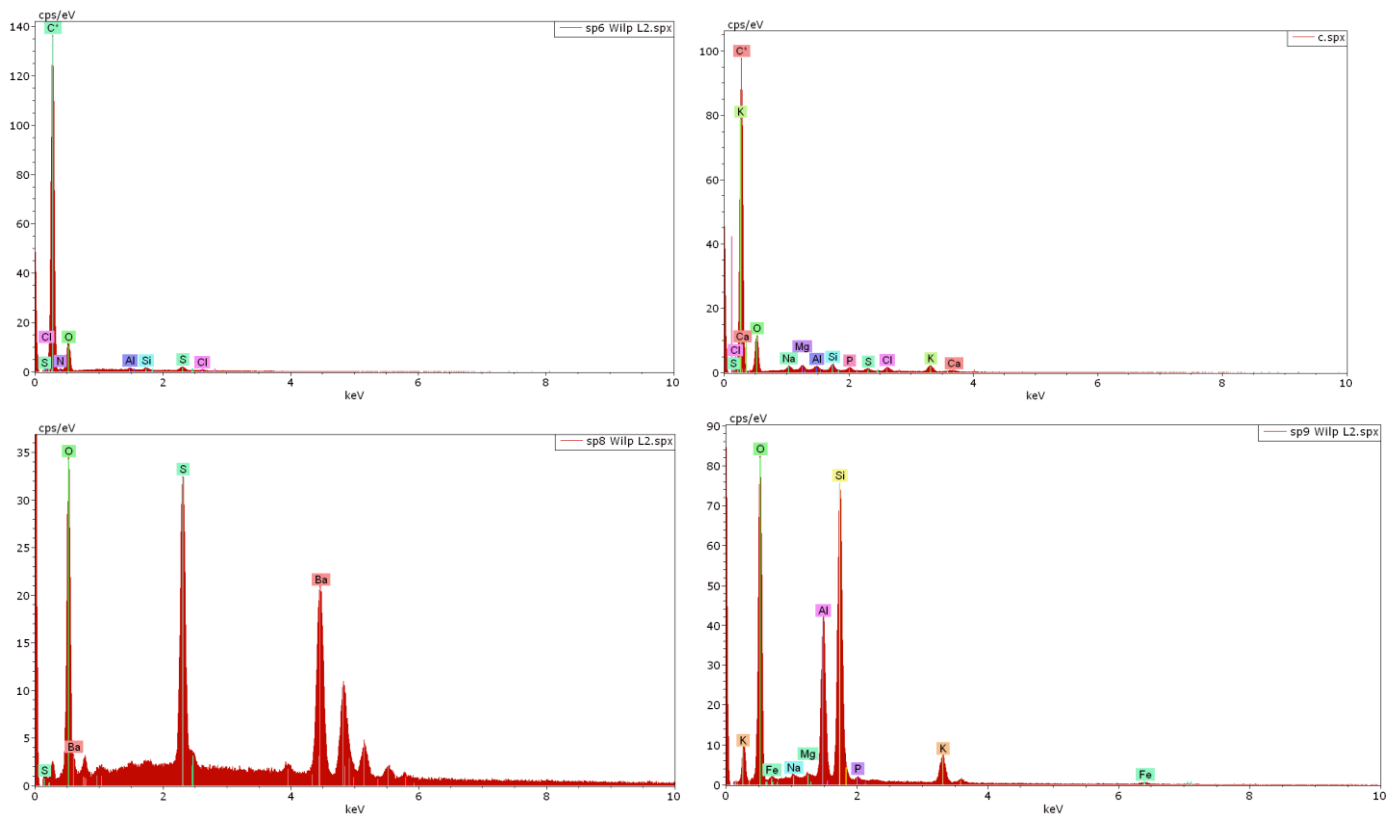 cps/eV
sp6 Wilp L2.spx
140
120
100
80
60
40
20
0
C*
Cl
O
S
N
Al
Si
S
Cl
0 2 4 6 8 10
keV
cps/eV
c.spx
100
80
60
40
20
0
C*
K
Ca
O
Cl
S
Na
Mg
Al
Si
P
S
Cl
K
Ca
0 2 4 6 8 10
keV
cps/eV
sp8 Wilp L2.spx
35
30
25
20
15
10
5
0
O
S
Ba
Ba
S
0 2 4 6 8 10
keV
cps/eV
sp9 Wilp L2.spx
90
80
70
60
50
40
30
20
10
0
O
Si
Al
K
Fe
Na
Mg
P
K
Fe
0 2 4 6 8 10
keV